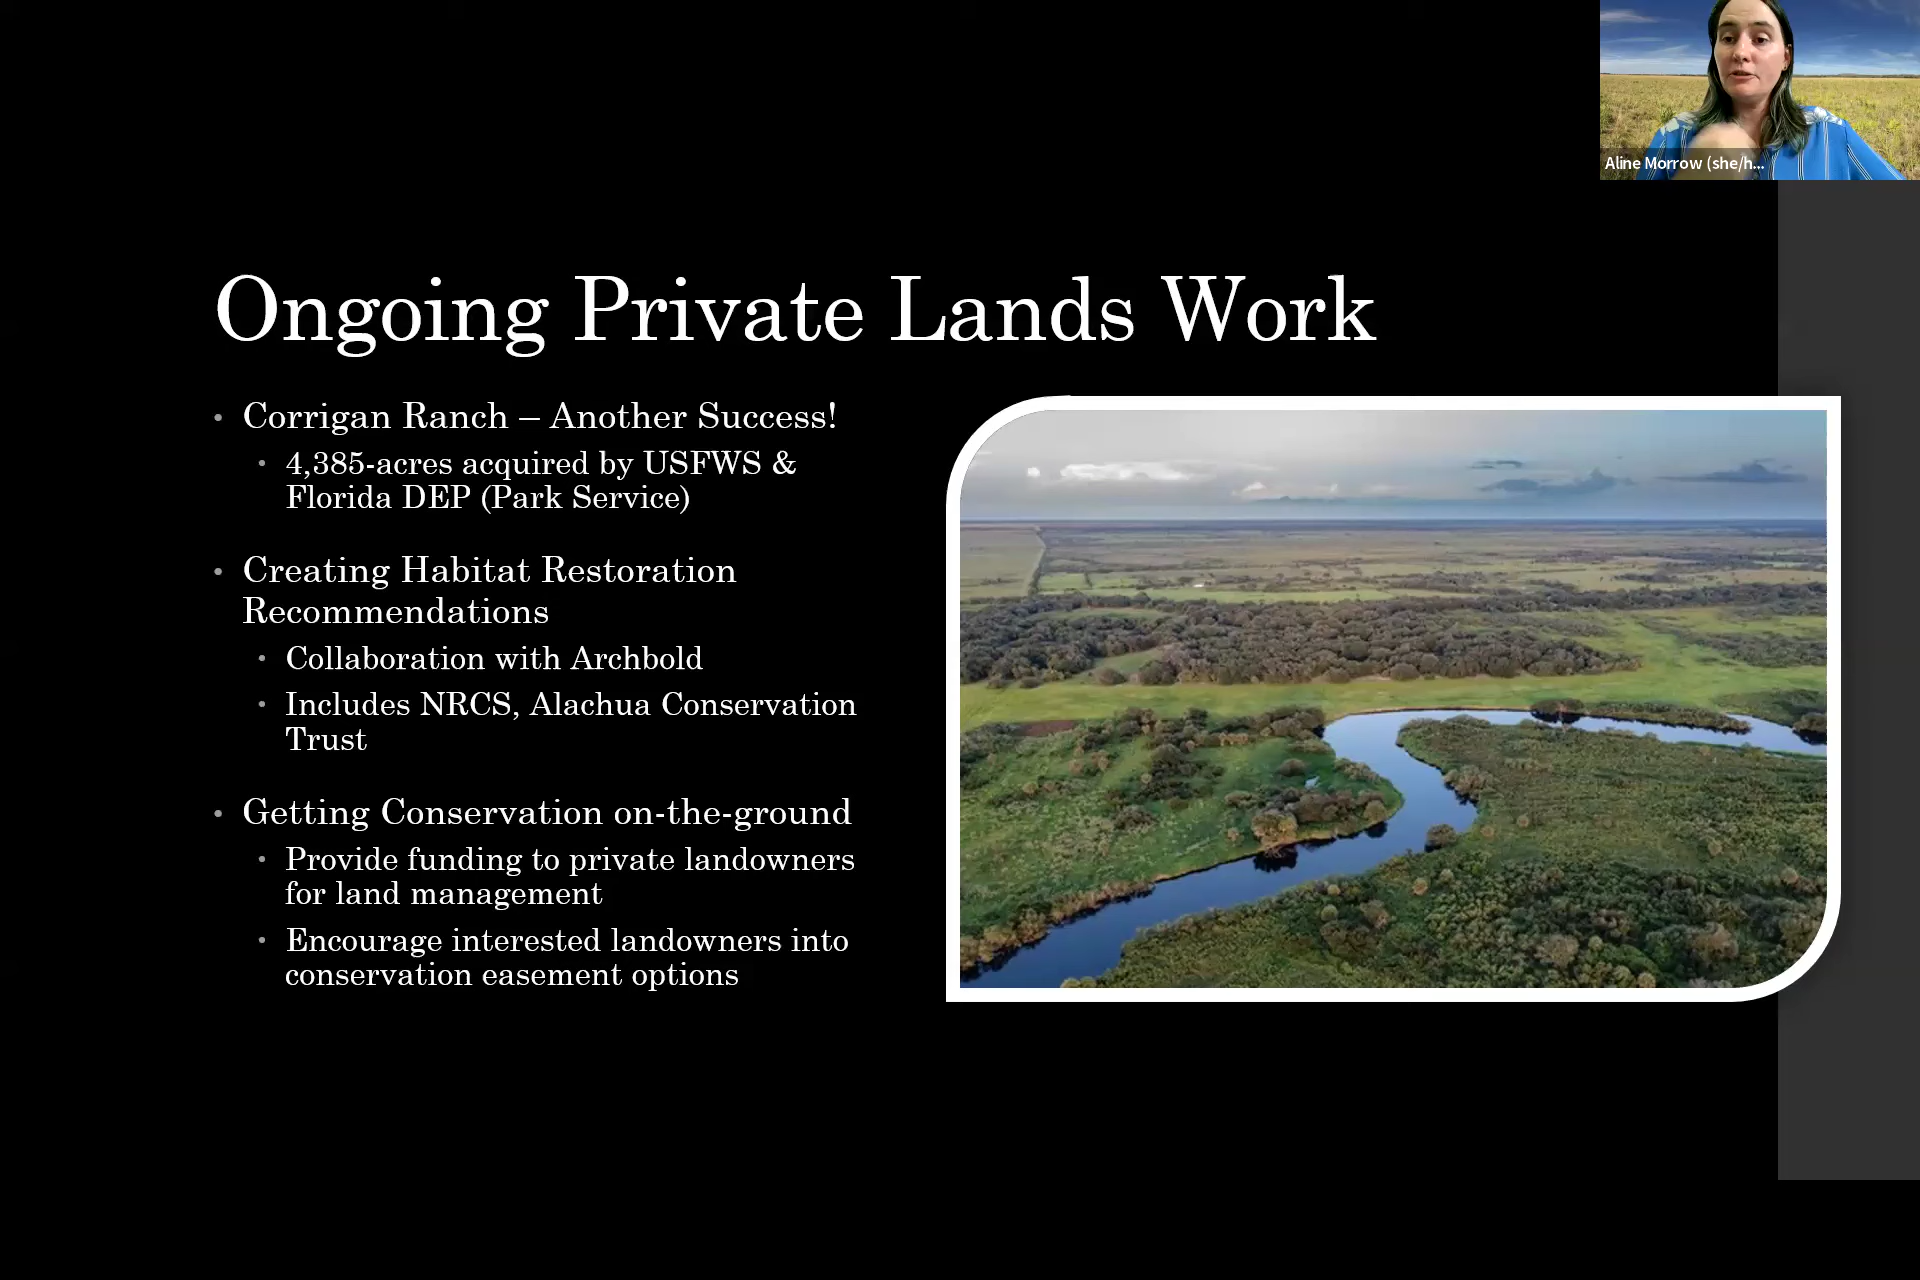 Aline Morrow (she/h...
Ongoing Private Lands Work
• Corrigan Ranch – Another Success!
• 4,385-acres acquired by USFWS &
Florida DEP (Park Service)
• Creating Habitat Restoration
Recommendations
• Collaboration with Archbold
• Includes NRCS, Alachua Conservation
Trust
• Getting Conservation on-the-ground
• Provide funding to private landowners
for land management
• Encourage interested landowners into
conservation easement options